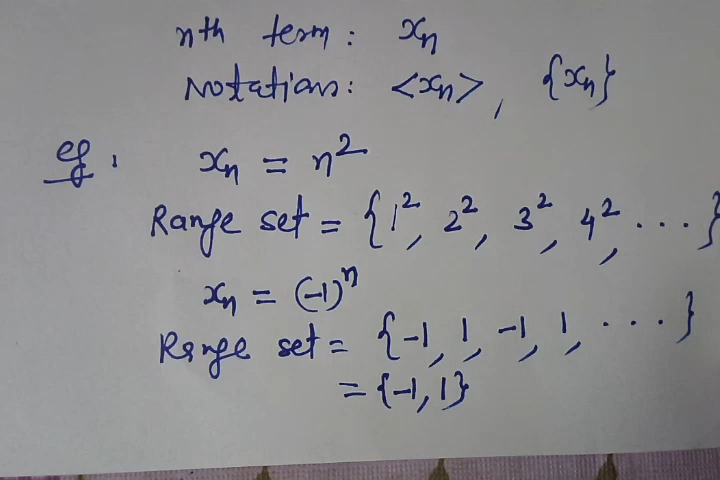 nth term: xₙ
Notations: <xₙ>, {xₙ}
eg. xₙ = n²
Range set = {1², 2², 3², 4², ....}
xₙ = (-1)ⁿ
Range set = {-1, 1, -1, 1, ....}
= {-1, 1}